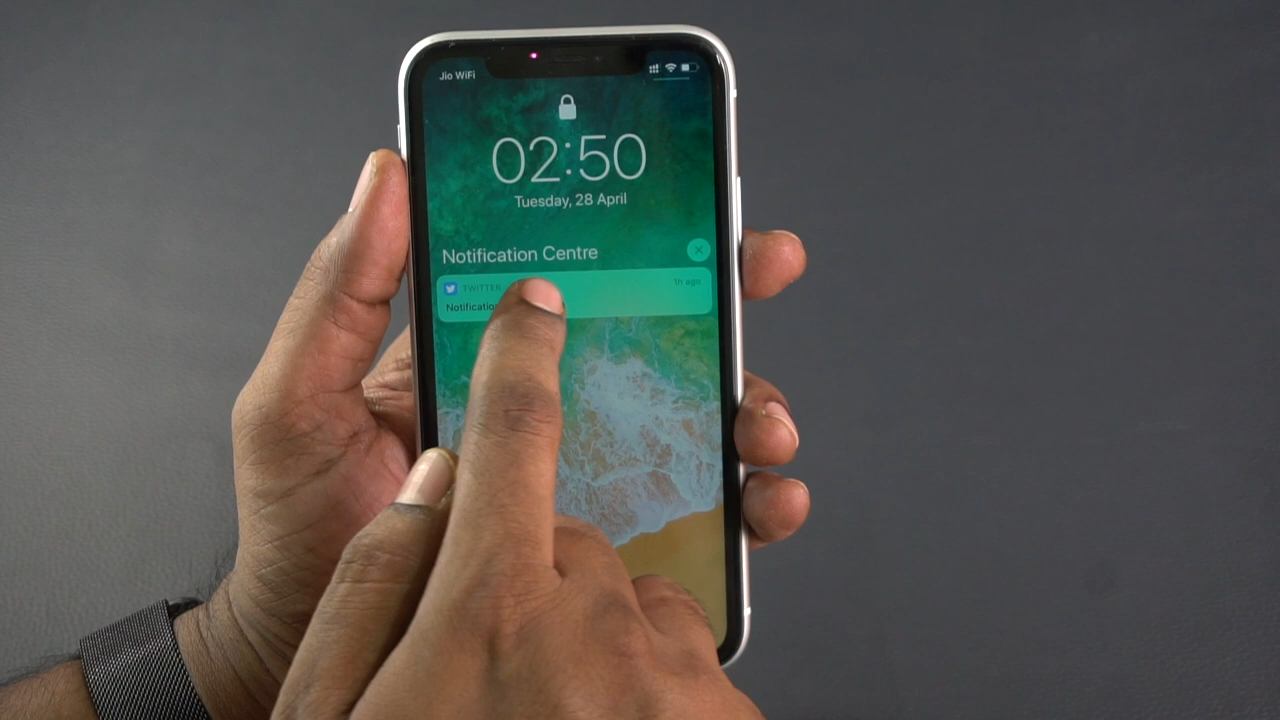 Jio WiFi
02:50
Tuesday, 28 April
Notification Centre
TWITTER
1h ago